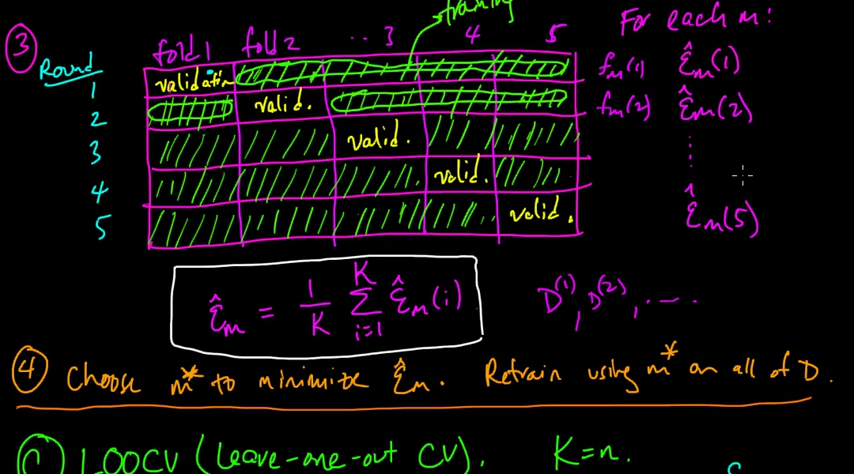 training
③ fold 1 fold 2 ·· 3 4 5 For each m:
Round
1 validation f_m(1) ℰ̂_m(1)
2 valid. f_m(2) ℰ̂_m(2)
3 valid. ⋮
4 valid.
5 valid. ℰ̂_m(5)
ℰ̂_m = 1/K ∑_{i=1}^{K} ℰ̂_m(i) D^(1), D^(2), ....
④ Choose m* to minimize ℰ̂_m. Retrain using m* on all of D.
LOOCV (Leave-one-out CV). K=n.